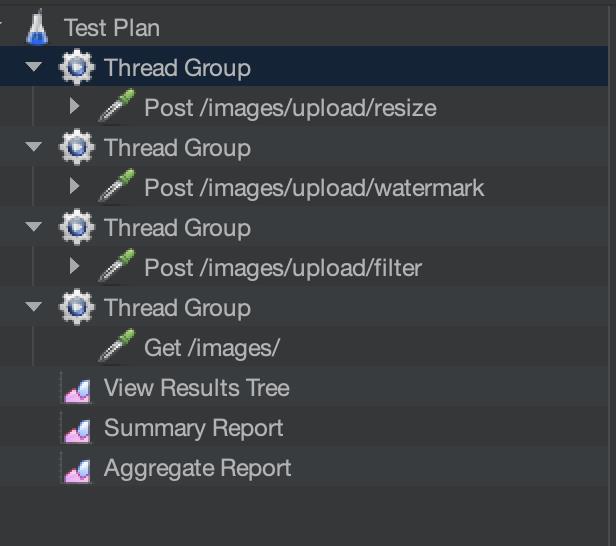 Test Plan
Thread Group
Post /images/upload/resize
Thread Group
Post /images/upload/watermark
Thread Group
Post /images/upload/filter
Thread Group
Get /images/
View Results Tree
Summary Report
Aggregate Report